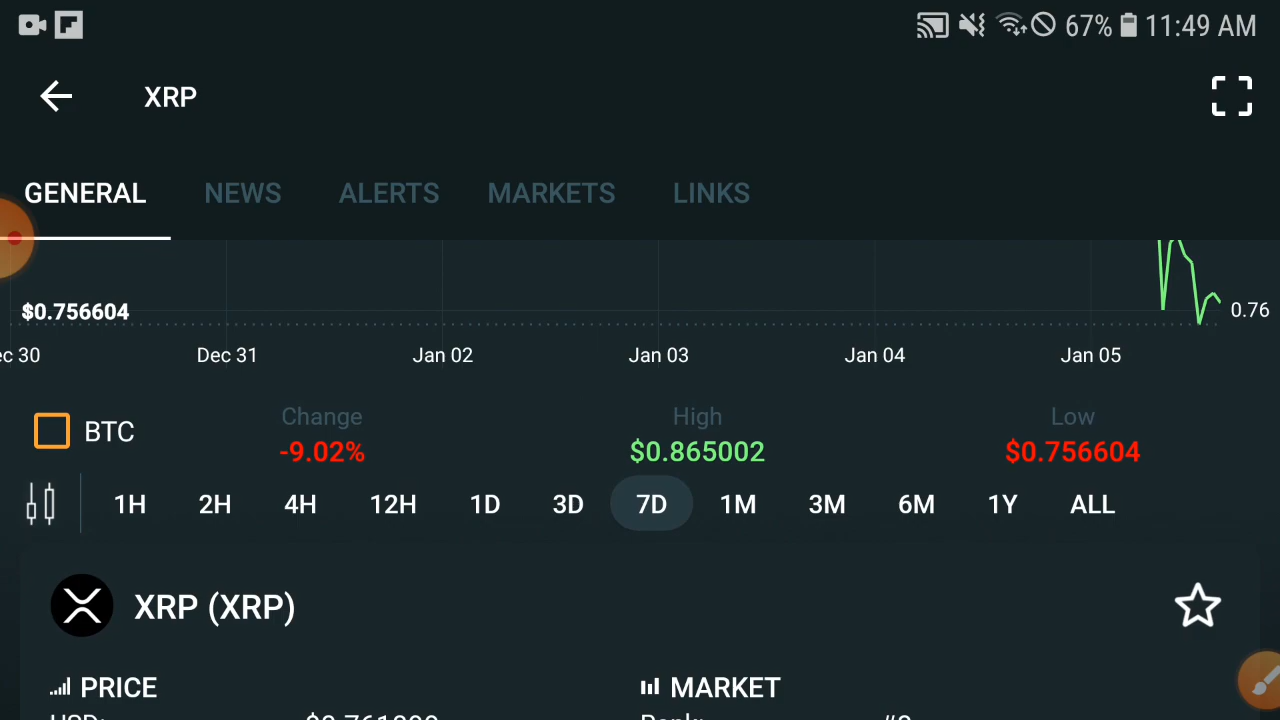 67% 11:49 AM
XRP
GENERAL NEWS ALERTS MARKETS LINKS
$0.756604
0.76
30 Dec 31 Jan 02 Jan 03 Jan 04 Jan 05
Change High Low
BTC -9.02% $0.865002 $0.756604
1H 2H 4H 12H 1D 3D 7D 1M 3M 6M 1Y ALL
XRP (XRP)
PRICE MARKET